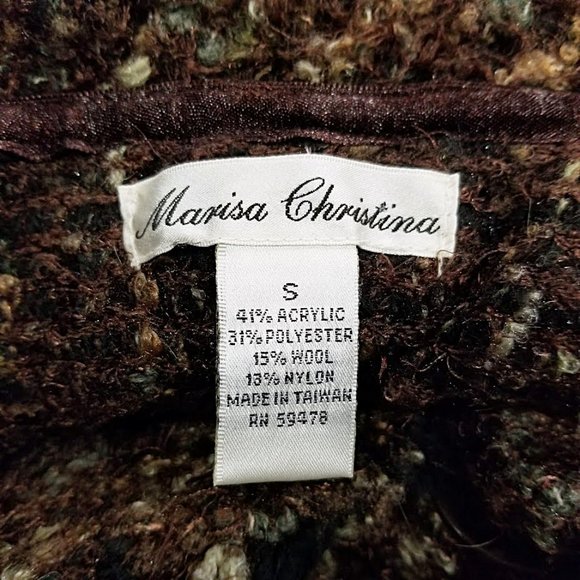 Marisa Christina
S
41% ACRYLIC
31% POLYESTER
15% WOOL
13% NYLON
MADE IN TAIWAN
RN 59478